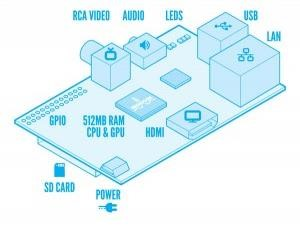 RCA VIDEO
AUDIO
LEDS
USB
LAN
GPIO
512MB RAM
CPU & GPU
HDMI
SD CARD
POWER